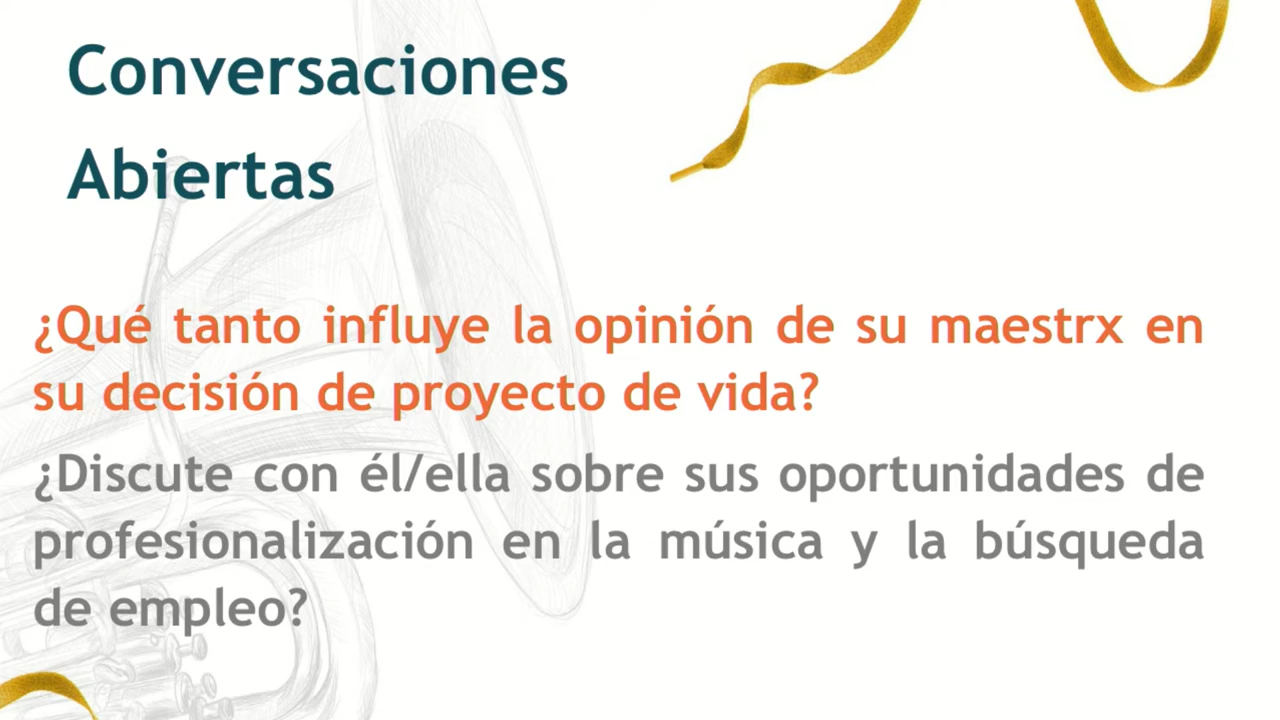 Conversaciones
Abiertas
¿Qué tanto influye la opinión de su maestrx en
su decisión de proyecto de vida?
¿Discute con él/ella sobre sus oportunidades de
profesionalización en la música y la búsqueda
de empleo?